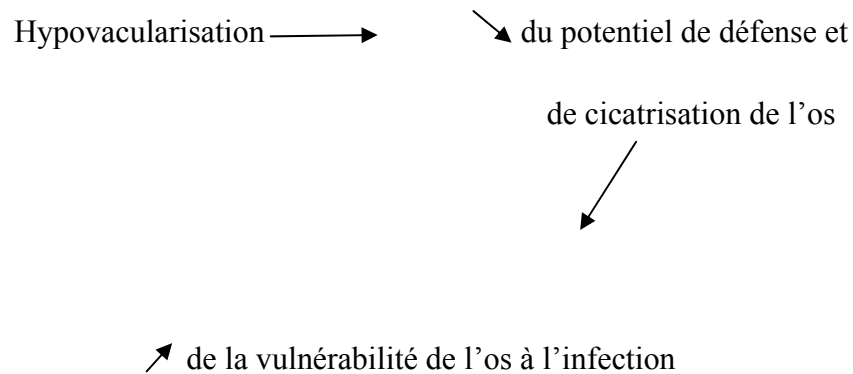 Hypovacularisation du potentiel de défense et
de cicatrisation de l’os
de la vulnérabilité de l’os à l’infection